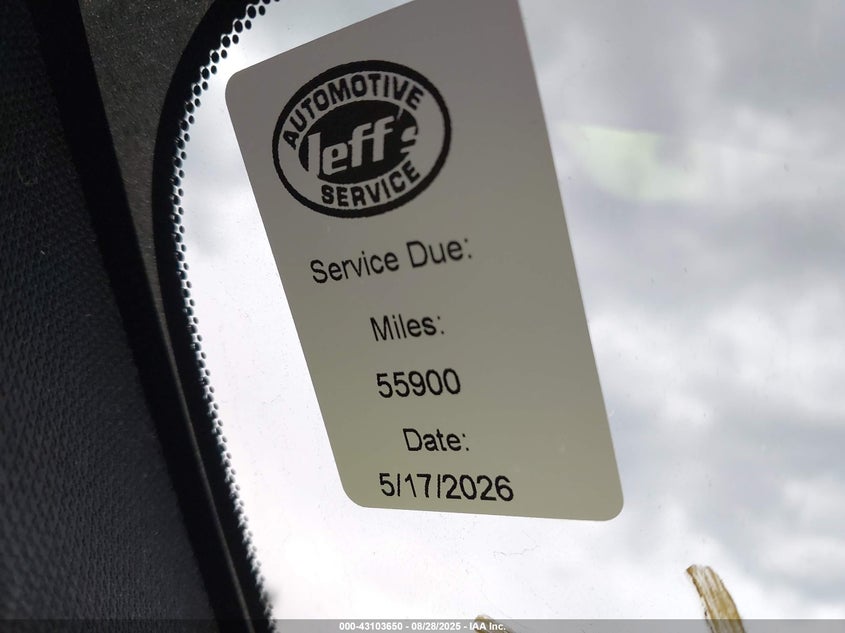 AUTOMOTIVE
Jeff's
SERVICE
Service Due:
Miles:
55900
Date:
5/17/2026
000-43103650 - 08/28/2025 - IAA Inc.